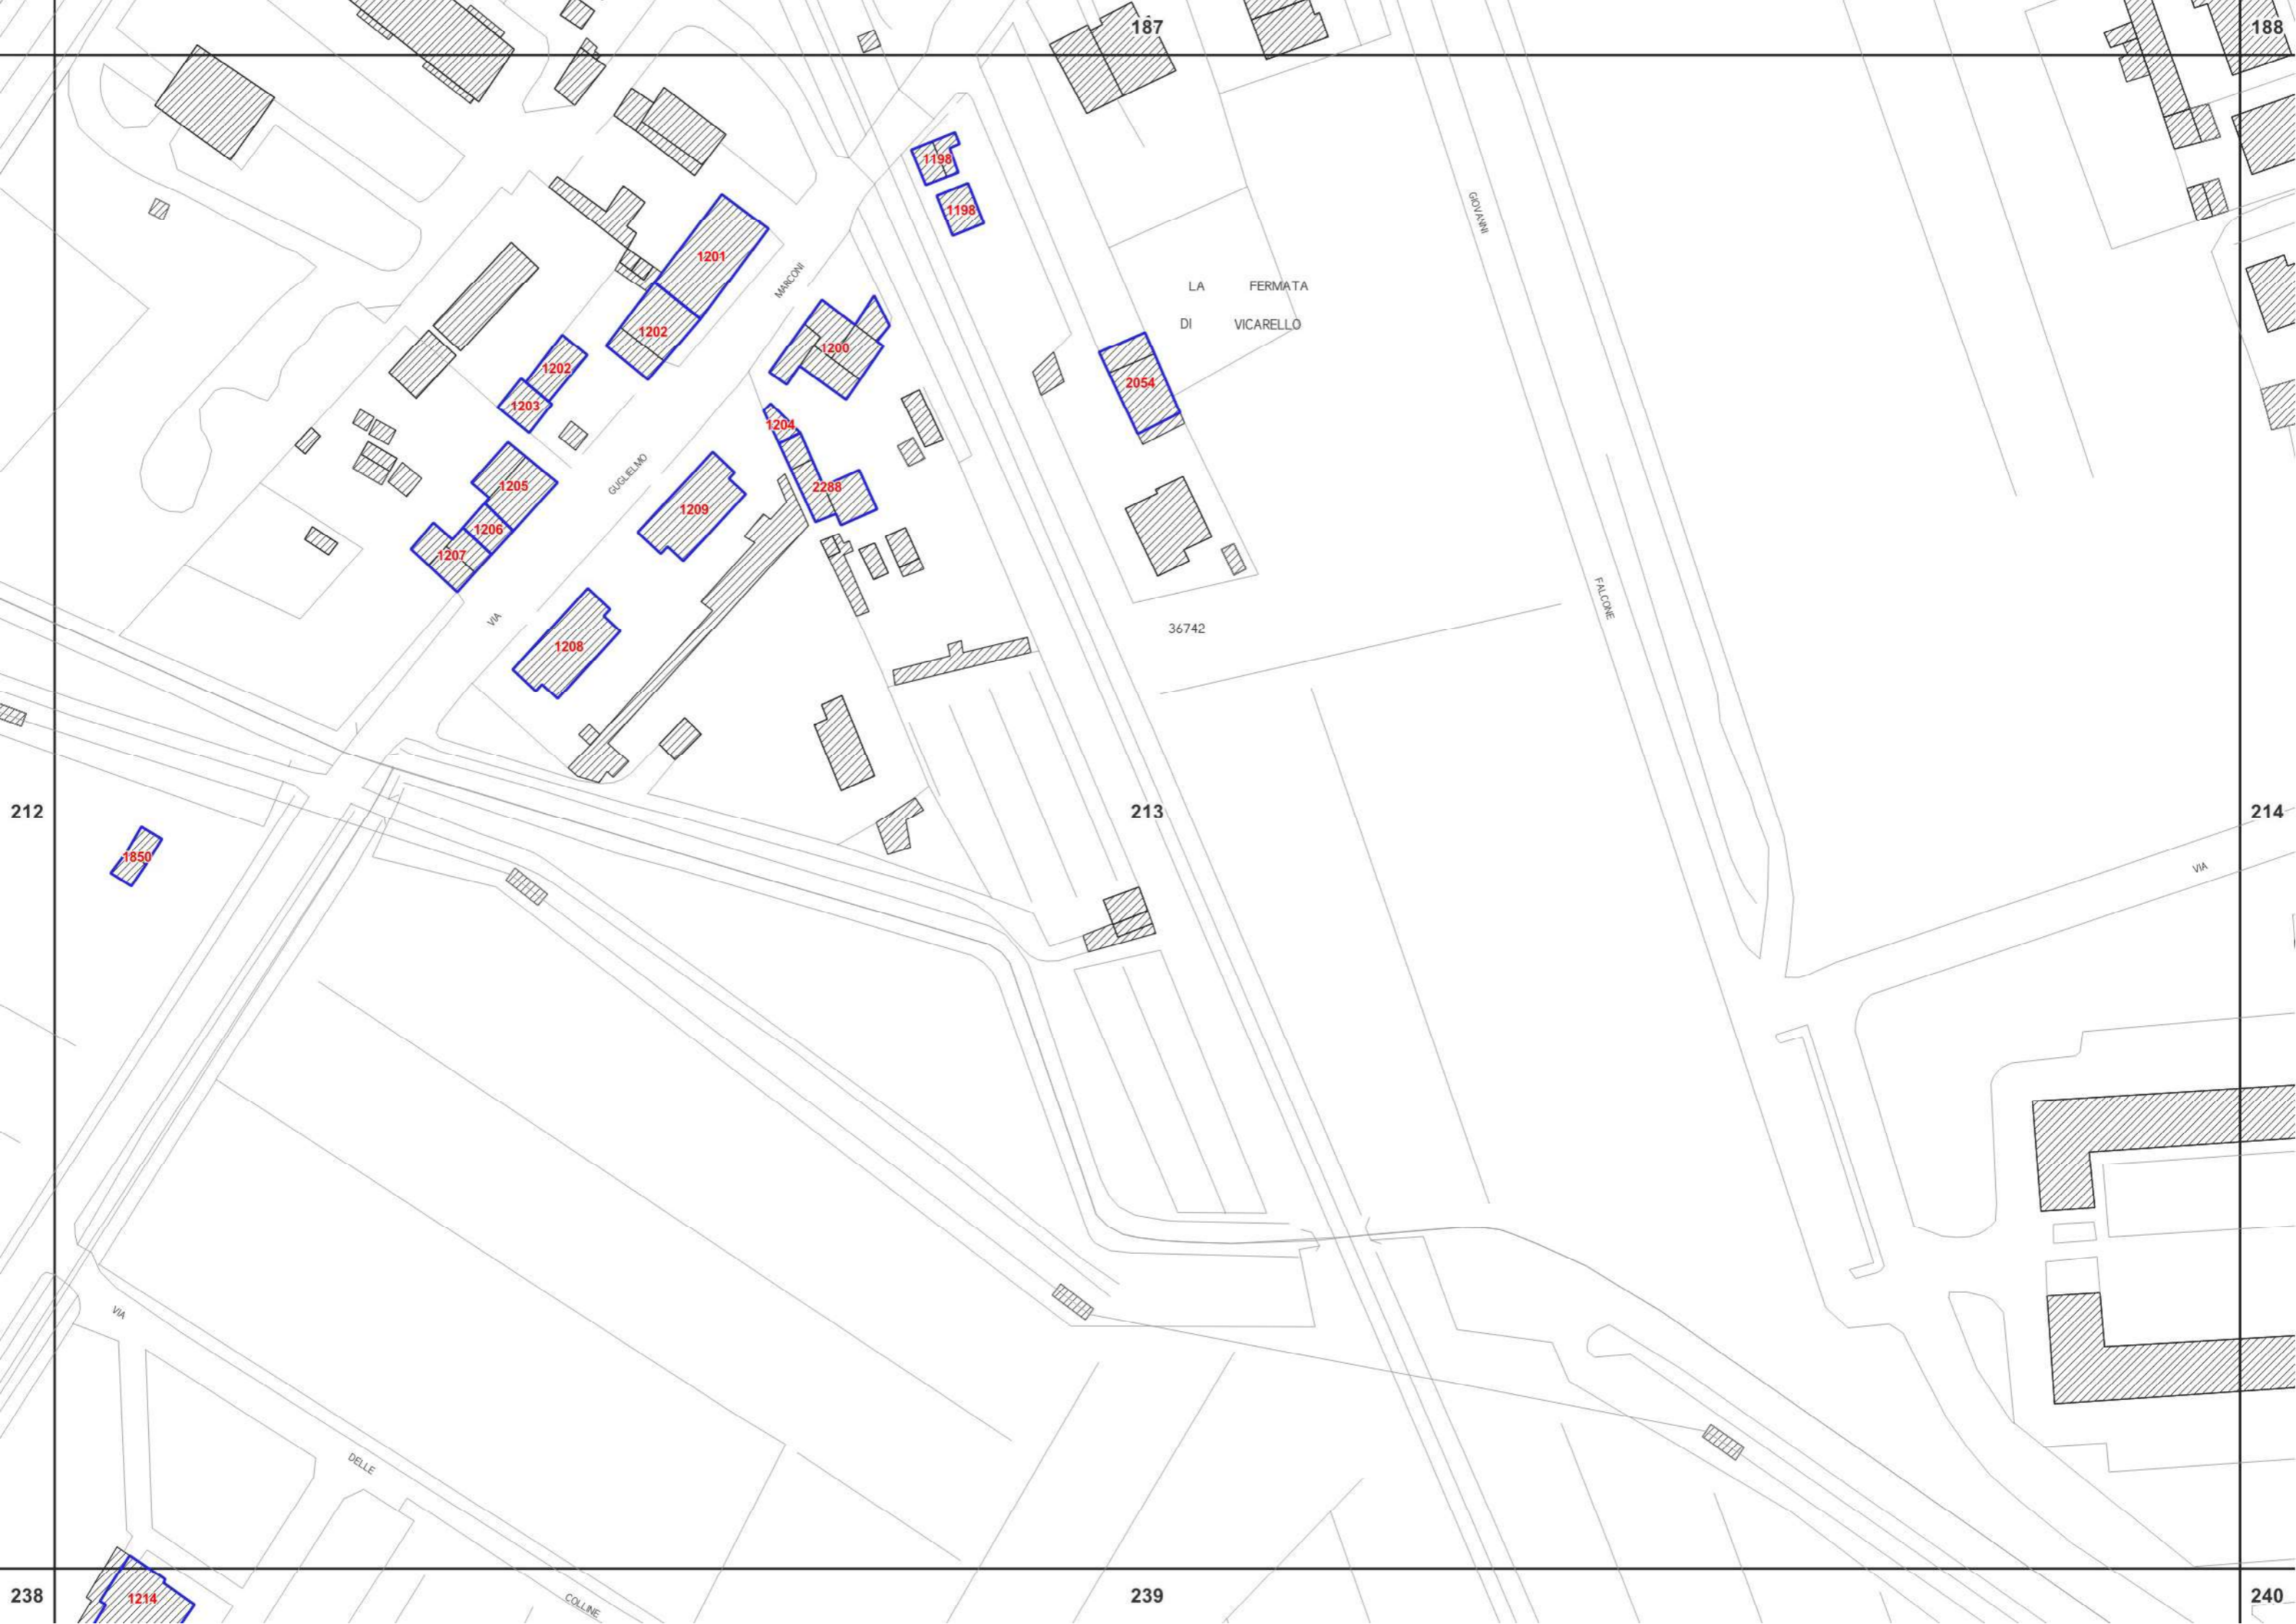 187
188
1198
1198
GIOVANNI
1201
MARCONI
LA FERMATA
DI VICARELLO
1202
1200
1202
2054
1203
1204
GUGLIELMO
1205
2288
1209
1206
1207
FALCONE
VIA
36742
1208
212
213
214
1850
VIA
VIA
DELLE
238
1214
COLLINE
239
240